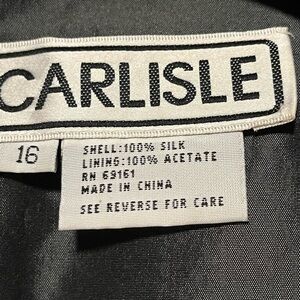 CARLISLE
16
SHELL:100% SILK
LINING:100% ACETATE
RN 69161
MADE IN CHINA
SEE REVERSE FOR CARE